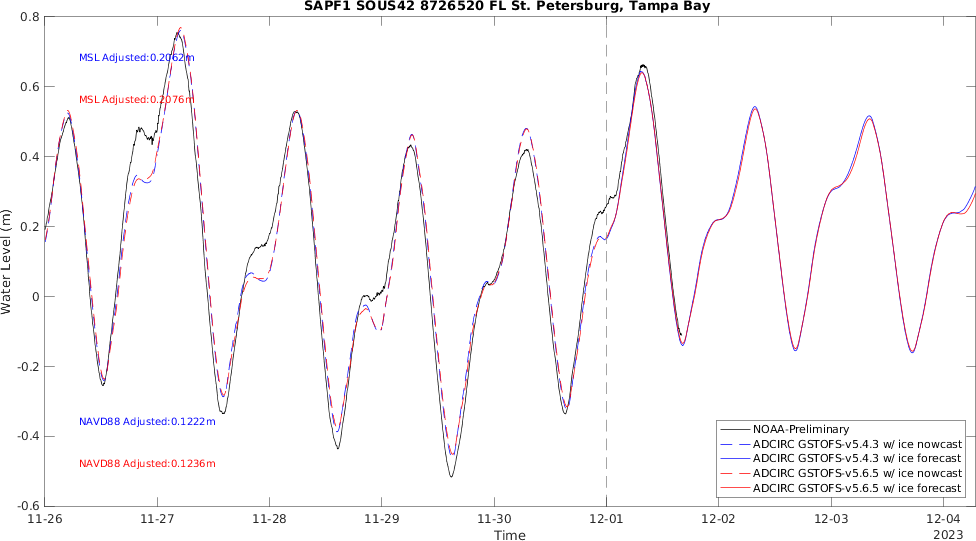 SAPF1 SOUS42 8726520 FL St. Petersburg, Tampa Bay
0.8
0.6
0.4
0.2
0
-0.2
-0.4
-0.6
Water Level (m)
MSL Adjusted:0.2062m
MSL Adjusted:0.2076m
NAVD88 Adjusted:0.1222m
NAVD88 Adjusted:0.1236m
NOAA-Preliminary
ADCIRC GSTOFS-v5.4.3 w/ ice nowcast
ADCIRC GSTOFS-v5.4.3 w/ ice forecast
ADCIRC GSTOFS-v5.6.5 w/ ice nowcast
ADCIRC GSTOFS-v5.6.5 w/ ice forecast
11-26 11-27 11-28 11-29 11-30 12-01 12-02 12-03 12-04
Time 2023